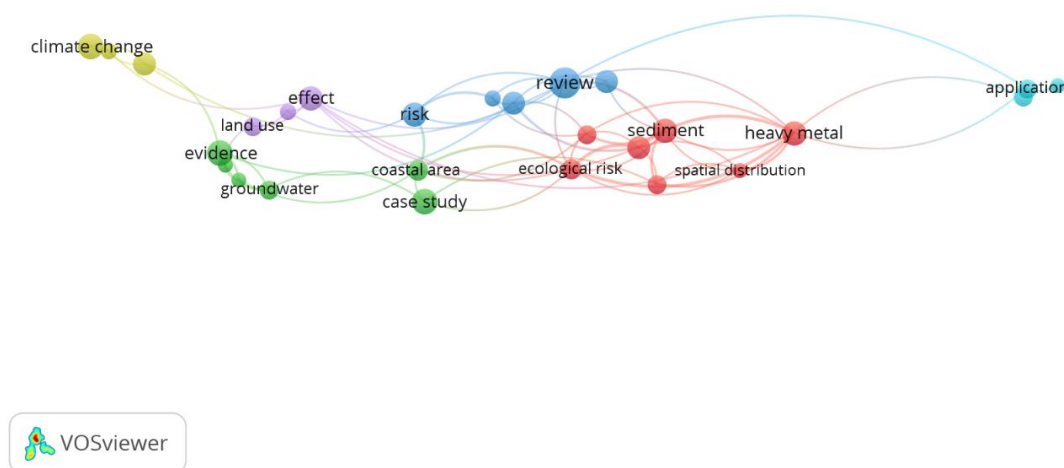 climate change
review
application
effect
risk
land use
sediment
heavy metal
evidence
coastal area
ecological risk
spatial distribution
groundwater
case study
VOSviewer